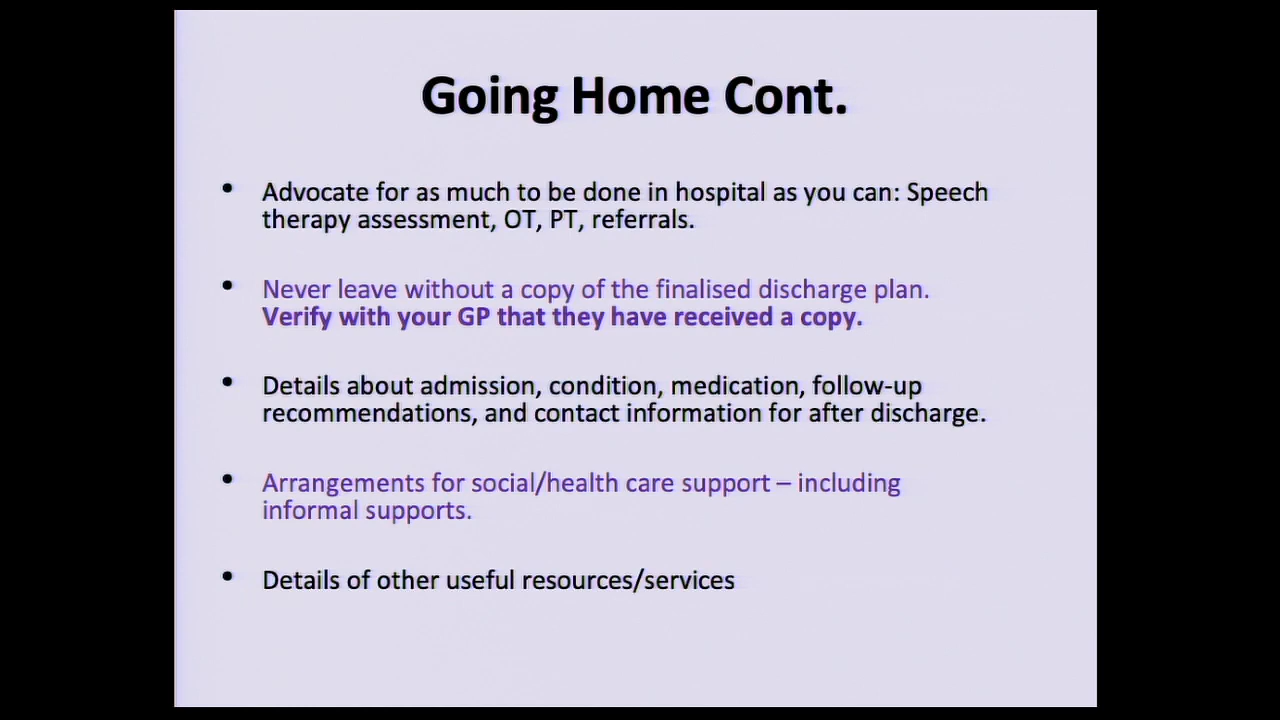 Going Home Cont.
• Advocate for as much to be done in hospital as you can: Speech
therapy assessment, OT, PT, referrals.
• Never leave without a copy of the finalised discharge plan.
Verify with your GP that they have received a copy.
• Details about admission, condition, medication, follow-up
recommendations, and contact information for after discharge.
• Arrangements for social/health care support – including
informal supports.
• Details of other useful resources/services